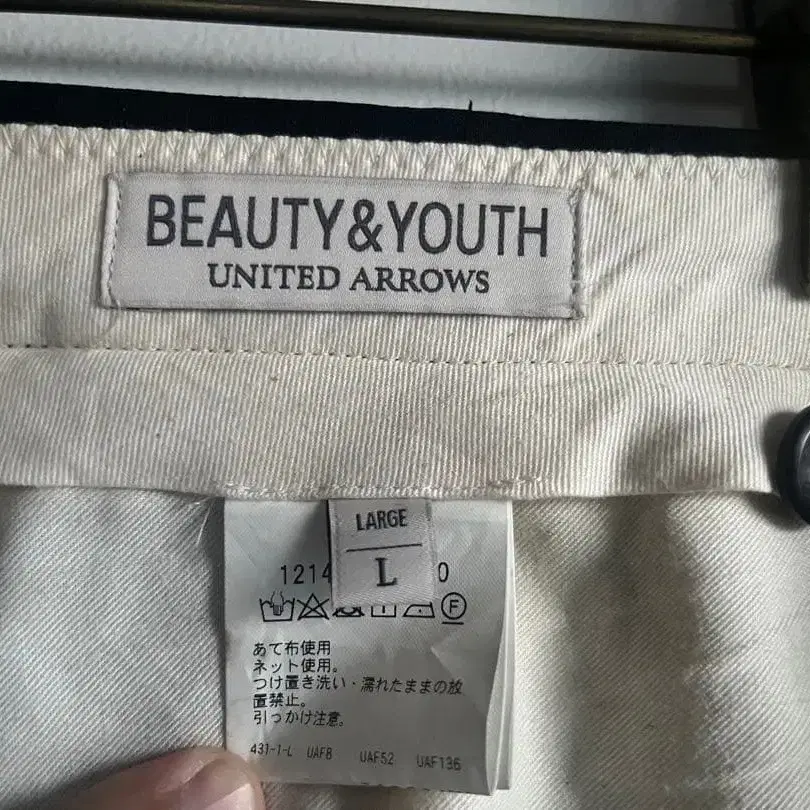 BEAUTY&YOUTH
UNITED ARROWS
LARGE
L
1214 0
F
あて布使用
ネット使用。
つけ置き洗い・濡れたままの放
置禁止。
引っかけ注意。
431-1-L UAF8 UAF52 UAF136